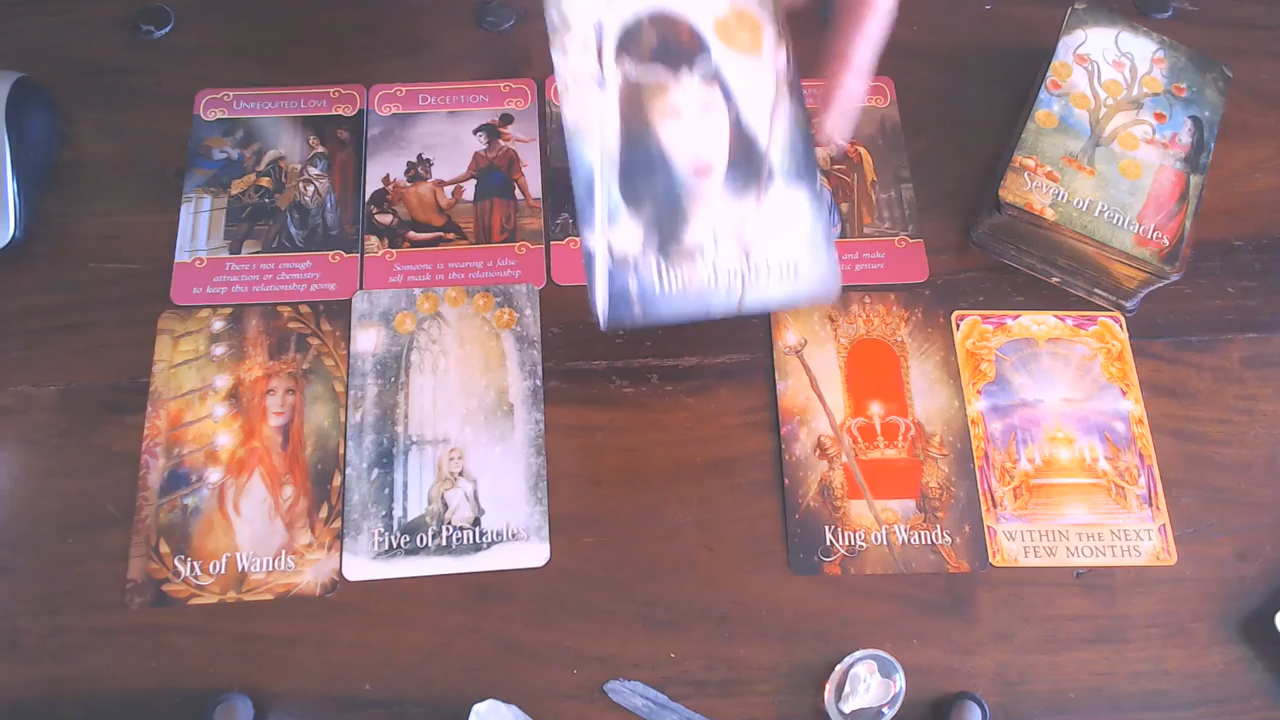 UNREQUITED LOVE
DECEPTION
There's not enough
attraction or chemistry
to keep this relationship going.
Someone is wearing a false-
self mask in this relationship
and make
tic gesture
Seven of Pentacles
Six of Wands
Five of Pentacles
King of Wands
WITHIN THE NEXT
FEW MONTHS